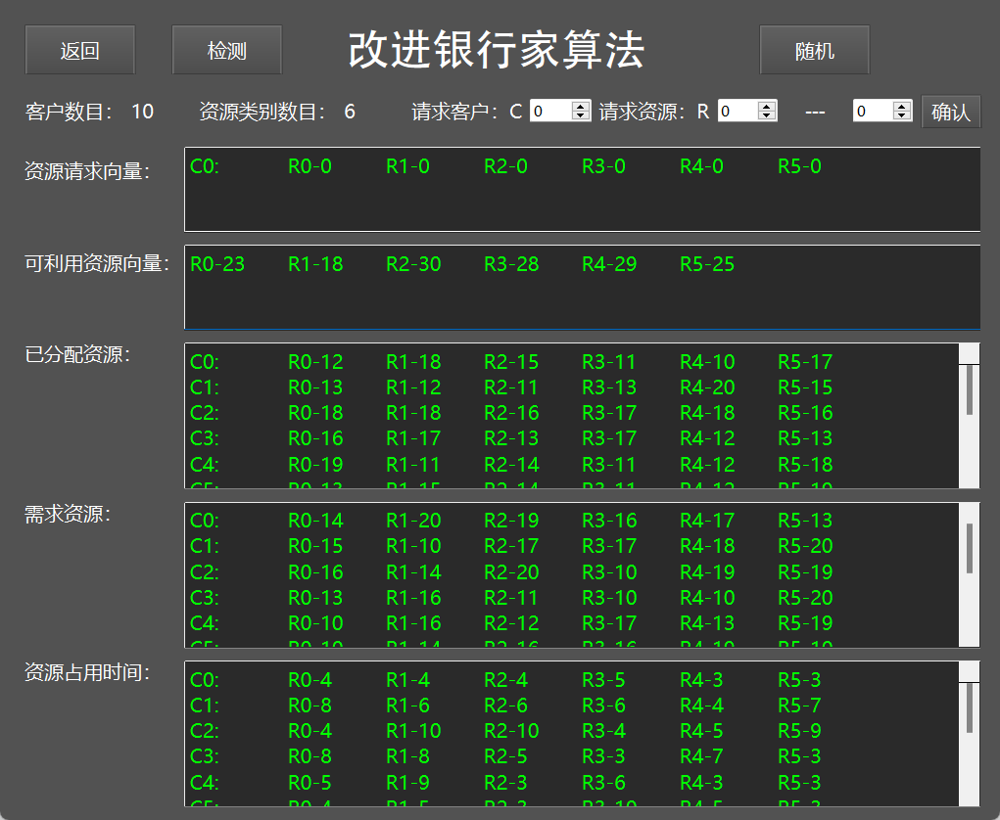 返回 检测 改进银行家算法 随机
客户数目： 10 资源类别数目： 6 请求客户：C 0 请求资源：R 0 --- 0 确认
资源请求向量：
C0: R0-0 R1-0 R2-0 R3-0 R4-0 R5-0
可利用资源向量：
R0-23 R1-18 R2-30 R3-28 R4-29 R5-25
已分配资源：
C0: R0-12 R1-18 R2-15 R3-11 R4-10 R5-17
C1: R0-13 R1-12 R2-11 R3-13 R4-20 R5-15
C2: R0-18 R1-18 R2-16 R3-17 R4-18 R5-16
C3: R0-16 R1-17 R2-13 R3-17 R4-12 R5-13
C4: R0-19 R1-11 R2-14 R3-11 R4-12 R5-18
需求资源：
C0: R0-14 R1-20 R2-19 R3-16 R4-17 R5-13
C1: R0-15 R1-10 R2-17 R3-17 R4-18 R5-20
C2: R0-16 R1-14 R2-20 R3-10 R4-19 R5-19
C3: R0-13 R1-16 R2-11 R3-10 R4-10 R5-20
C4: R0-10 R1-16 R2-12 R3-17 R4-13 R5-19
资源占用时间：
C0: R0-4 R1-4 R2-4 R3-5 R4-3 R5-3
C1: R0-8 R1-6 R2-6 R3-6 R4-4 R5-7
C2: R0-4 R1-10 R2-10 R3-4 R4-5 R5-9
C3: R0-8 R1-8 R2-5 R3-3 R4-7 R5-3
C4: R0-5 R1-9 R2-3 R3-6 R4-3 R5-3